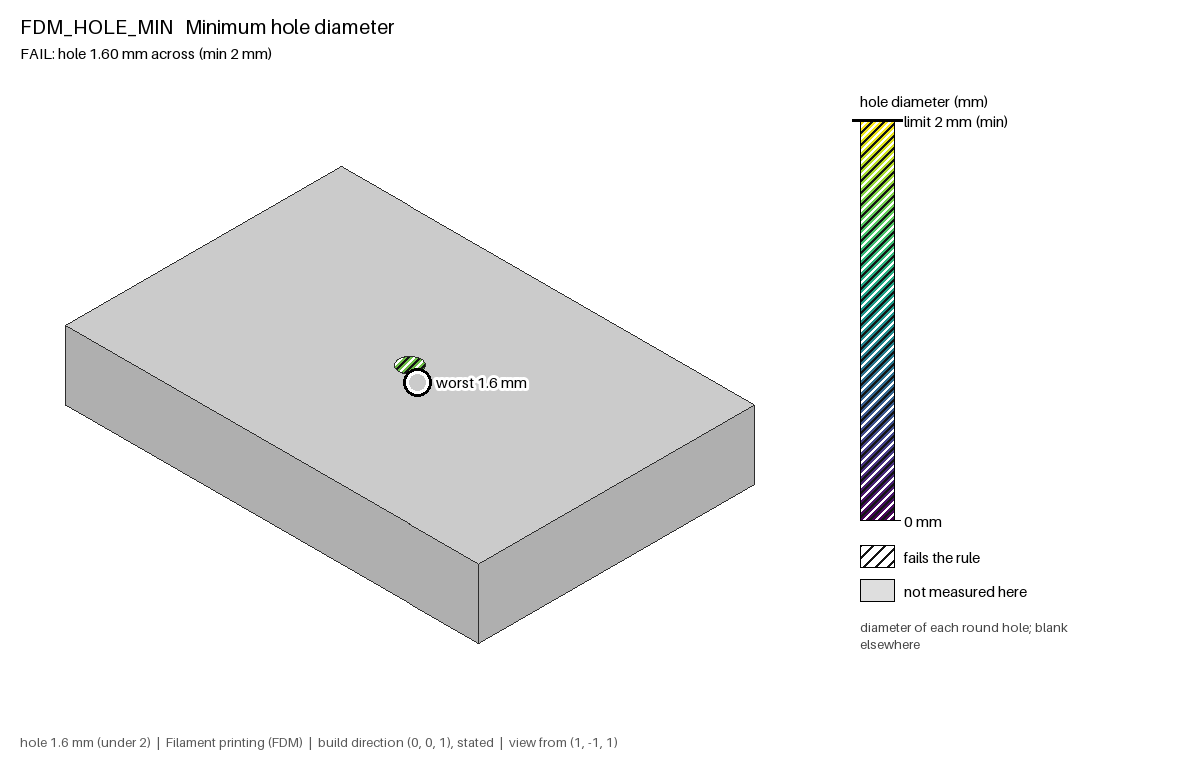 FDM_HOLE_MIN Minimum hole diameter
FAIL: hole 1.60 mm across (min 2 mm)
hole diameter (mm)
limit 2 mm (min)
worst 1.6 mm
0 mm
fails the rule
not measured here
diameter of each round hole; blank
elsewhere
hole 1.6 mm (under 2) | Filament printing (FDM) | build direction (0, 0, 1), stated | view from (1, -1, 1)